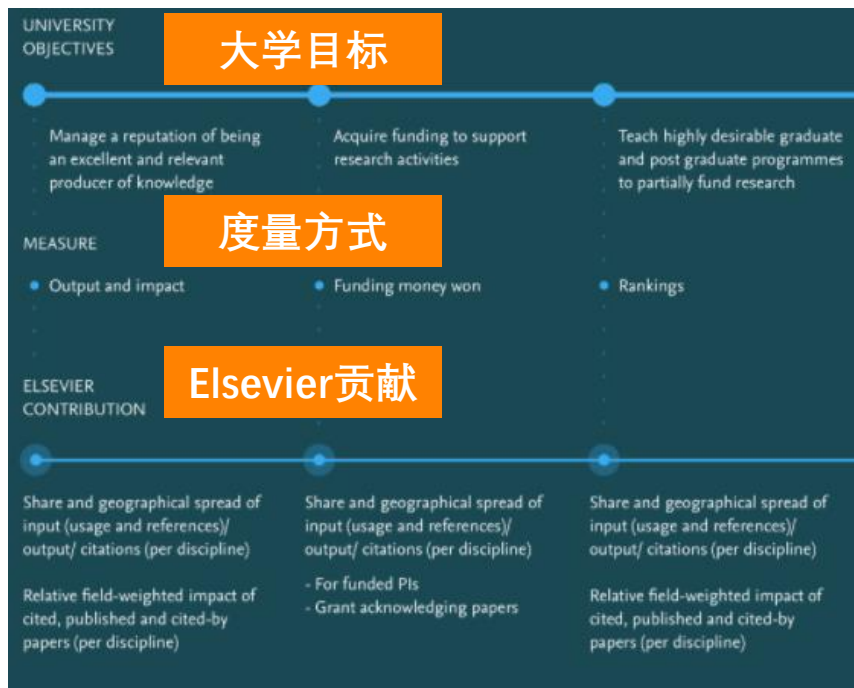 UNIVERSITY
OBJECTIVES
大学目标
Manage a reputation of being
an excellent and relevant
producer of knowledge
Acquire funding to support
research activities
Teach highly desirable graduate
and post graduate programmes
to partially fund research
度量方式
MEASURE
Output and impact
Funding money won
Rankings
Elsevier贡献
ELSEVIER
CONTRIBUTION
Share and geographical spread of
input (usage and references)/
output/ citations (per discipline)
Relative field-weighted impact of
cited, published and cited-by
papers (per discipline)
Share and geographical spread of
input (usage and references)/
output/ citations (per discipline)
- For funded PIs
- Grant acknowledging papers
Share and geographical spread of
input (usage and references)/
output/ citations (per discipline)
Relative field-weighted impact of
cited, published and cited-by
papers (per discipline)